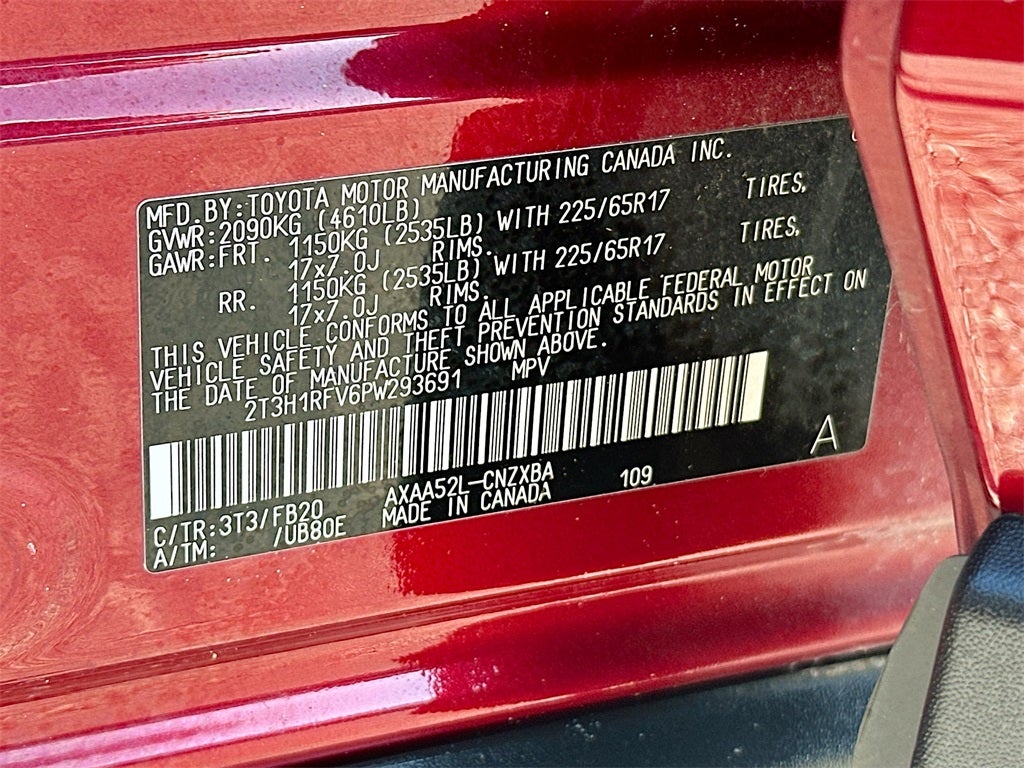 MFD.BY:TOYOTA MOTOR MANUFACTURING CANADA INC.
GVWR:2090KG (4610LB)
GAWR:FRT. 1150KG (2535LB) WITH 225/65R17 TIRES,
17x7.0J RIMS.
RR. 1150KG (2535LB) WITH 225/65R17 TIRES,
17x7.0J RIMS.
THIS VEHICLE CONFORMS TO ALL APPLICABLE FEDERAL MOTOR
VEHICLE SAFETY AND THEFT PREVENTION STANDARDS IN EFFECT ON
THE DATE OF MANUFACTURE SHOWN ABOVE.
2T3H1RFV6PW293691 MPV
A
C/TR:3T3/FB20 AXAA52L-CNZXBA 109
A/TM: /UB80E MADE IN CANADA